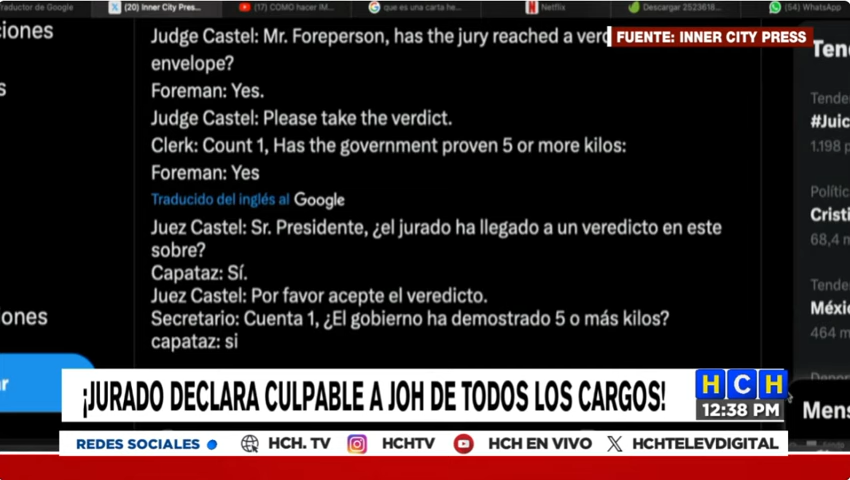 raductor de Google
(20) Inner City Pres...
(17) COMO hacer iM...
que es una carta he...
Netflix
Descargar 2523618...
(54) WhatsApp
ciones
Judge Castel: Mr. Foreperson, has the jury reached a verd
FUENTE: INNER CITY PRESS
envelope?
Tend
Foreman: Yes.
s
Judge Castel: Please take the verdict.
Tende
#Juic
Clerk: Count 1, Has the government proven 5 or more kilos:
1.198 p
Foreman: Yes
Traducido del inglés al Google
Polític
Juez Castel: Sr. Presidente, ¿el jurado ha llegado a un veredicto en este
Cristi
sobre?
68,4 m
Capataz: Sí.
Tende
Juez Castel: Por favor acepte el veredicto.
Méxic
iones
Secretario: Cuenta 1, ¿El gobierno ha demostrado 5 o más kilos?
464 m
capataz: si
r
¡JURADO DECLARA CULPABLE A JOH DE TODOS LOS CARGOS!
HCH
12:38 PM
Mens
REDES SOCIALES
HCH. TV
HCHTV
HCH EN VIVO
HCHTELEVDIGITAL